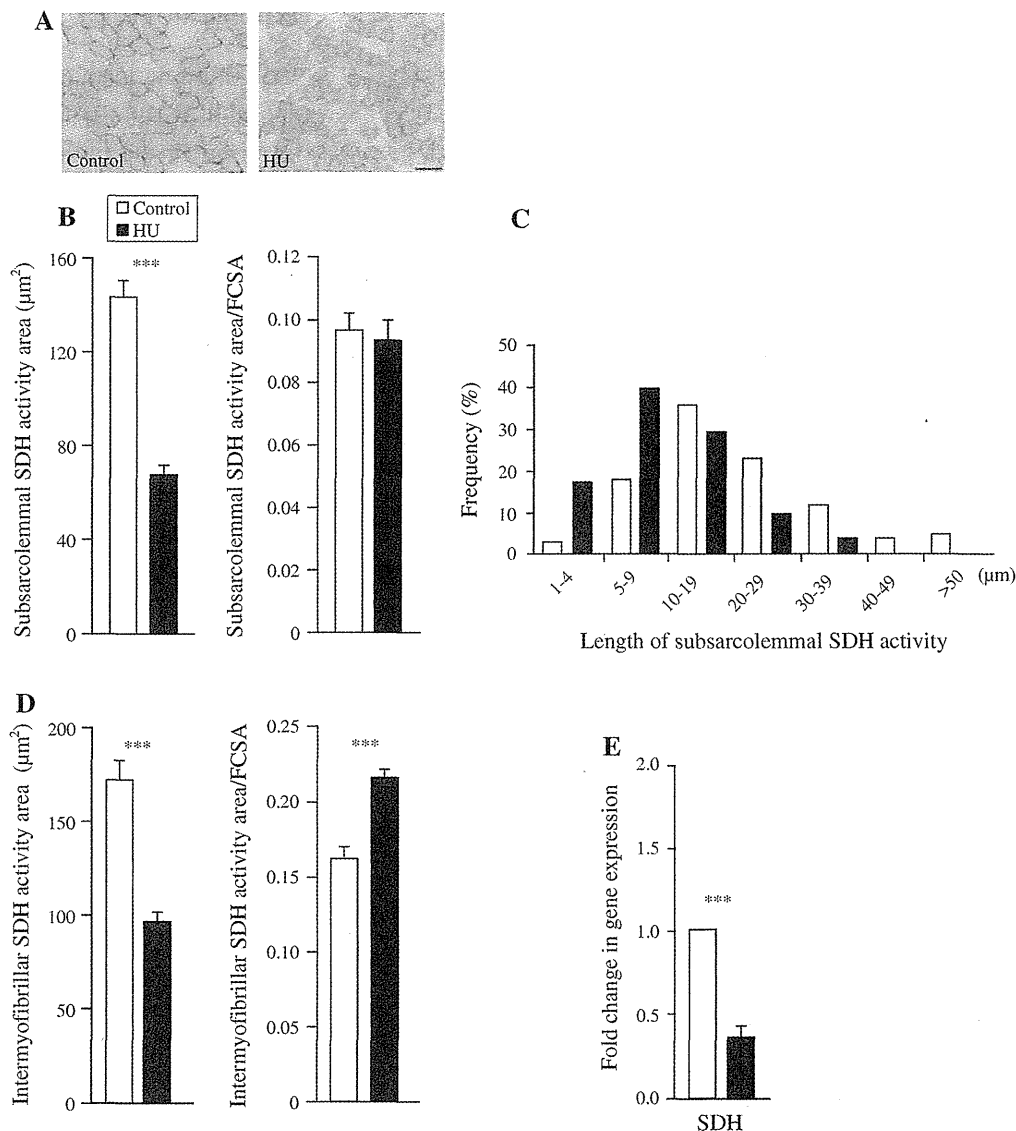 A
Control
HU
B
Control
HU
***
Subsarcolemmal SDH activity area (µm²)
160
120
80
40
0
Subsarcolemmal SDH activity area/FCSA
0.12
0.10
0.08
0.06
0.04
0.02
0
C
Frequency (%)
50
40
30
20
10
0
1-4
5-9
10-19
20-29
30-39
40-49
>50
(µm)
Length of subsarcolemmal SDH activity
D
***
Intermyofibrillar SDH activity area (µm²)
200
150
100
50
0
***
Intermyofibrillar SDH activity area/FCSA
0.25
0.20
0.15
0.10
0.05
0
E
***
Fold change in gene expression
2.0
1.5
1.0
0.5
0.0
SDH